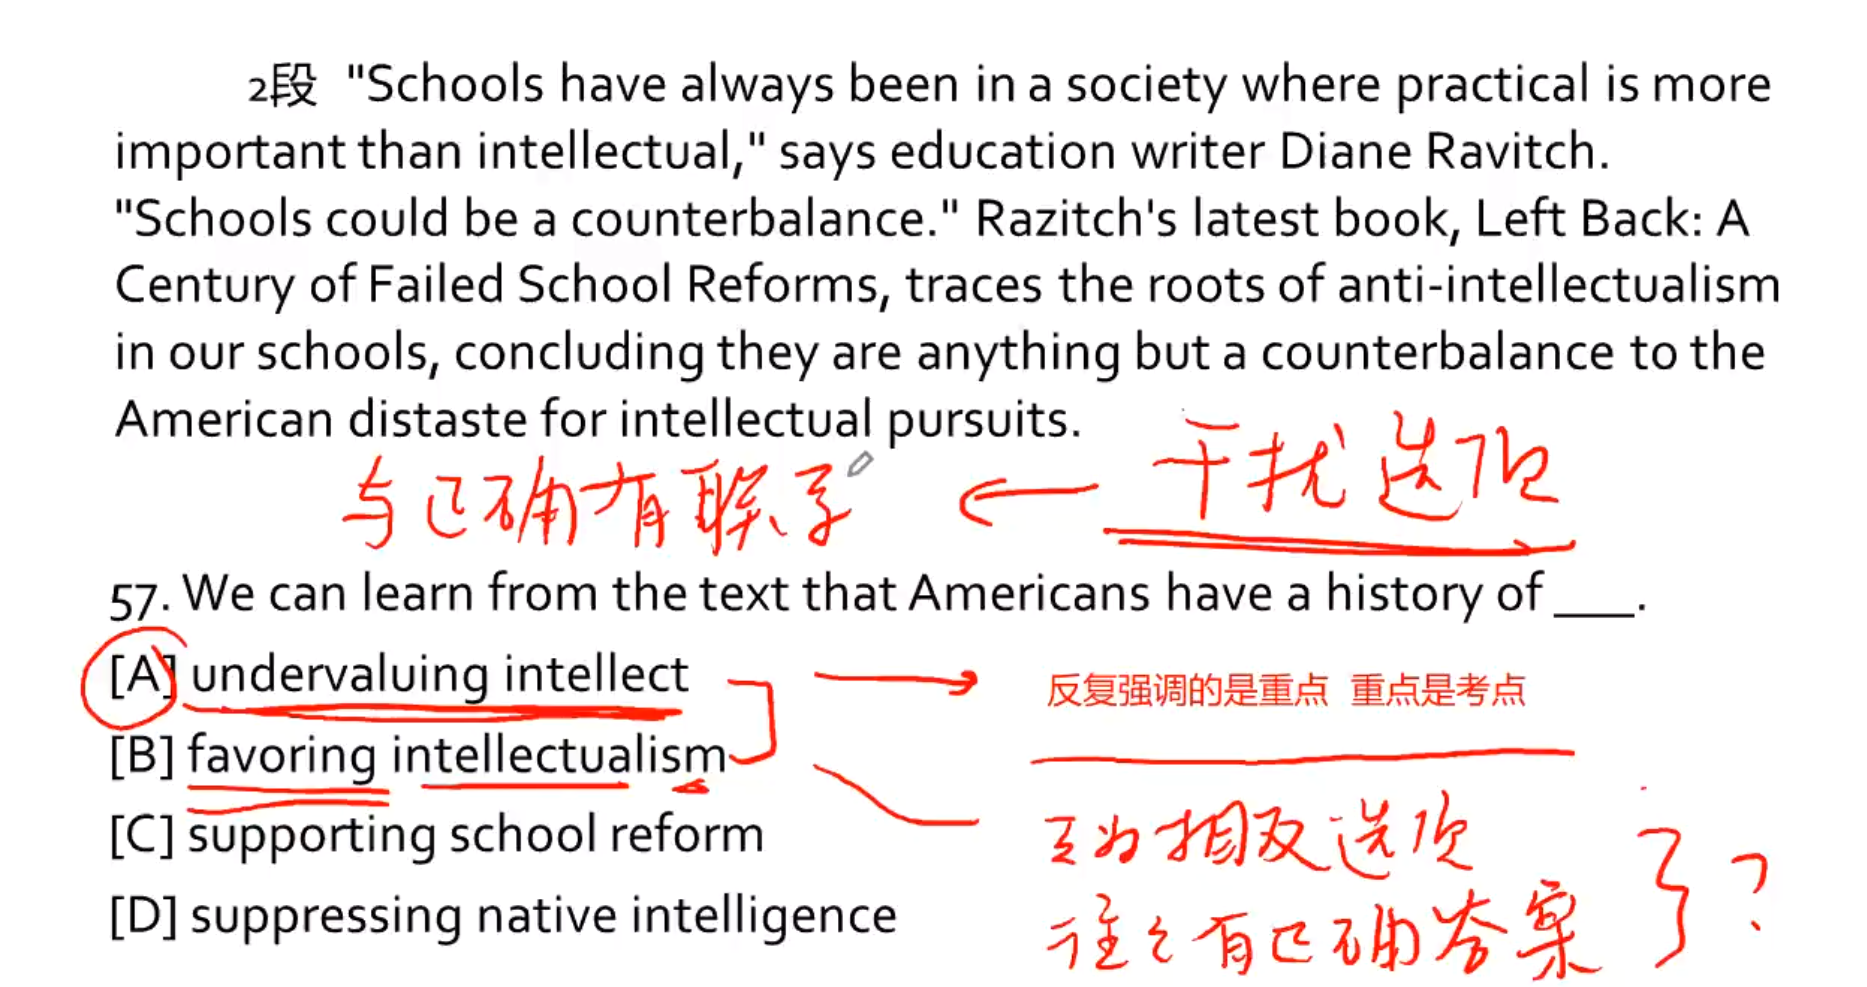 2段 "Schools have always been in a society where practical is more
important than intellectual," says education writer Diane Ravitch.
"Schools could be a counterbalance." Razitch's latest book, Left Back: A
Century of Failed School Reforms, traces the roots of anti-intellectualism
in our schools, concluding they are anything but a counterbalance to the
American distaste for intellectual pursuits.
与正确有联系 ← 干扰选项
57. We can learn from the text that Americans have a history of ___.
[A] undervaluing intellect
反复强调的是重点 重点是考点
[B] favoring intellectualism
[C] supporting school reform
互为相反选项
[D] suppressing native intelligence
往往有正确答案 ?